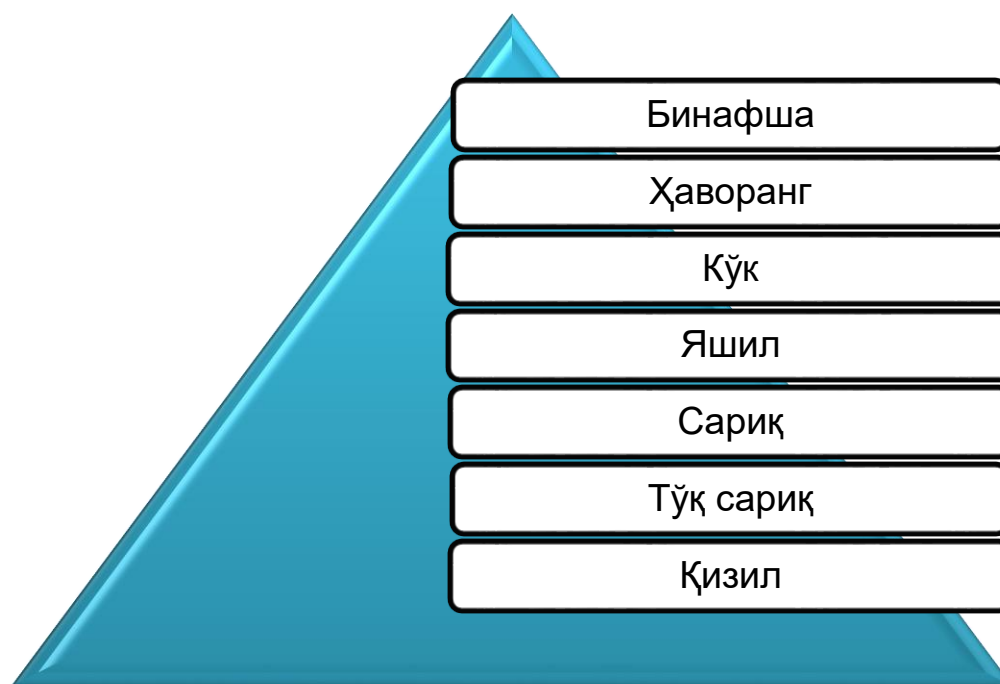 Бинафша
Ҳаворанг
Кўк
Яшил
Сариқ
Тўқ сариқ
Қизил